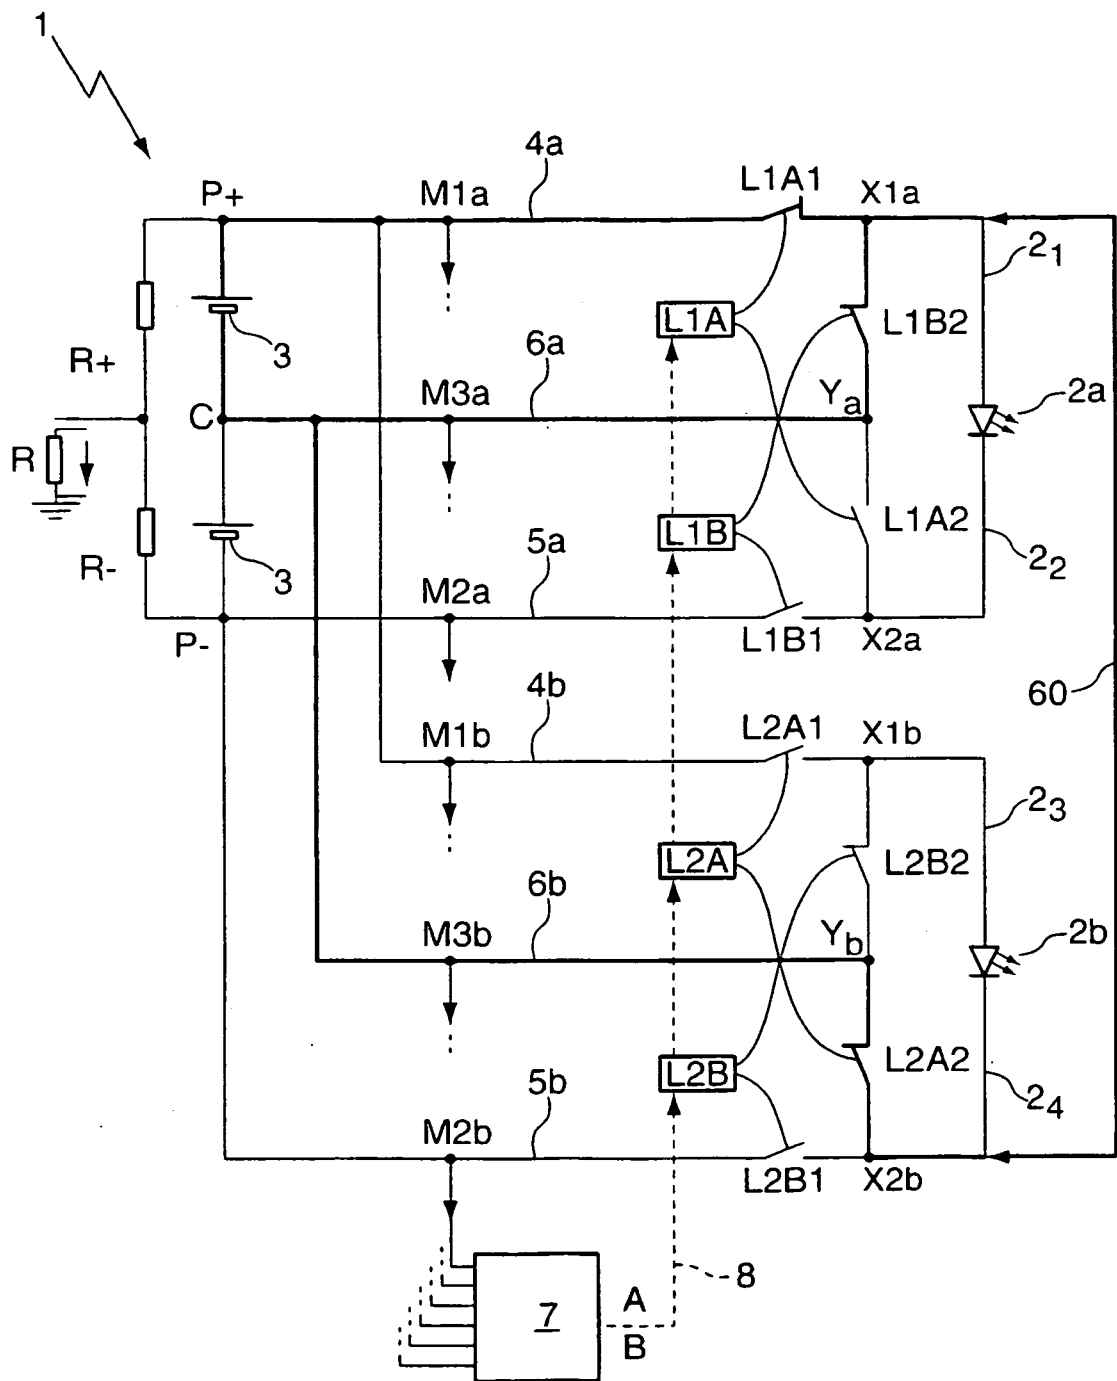 1
4a
L1A1
P+
M1a
X1a
2₁
L1A
L1B2
R+
3
6a
C
M3a
Ya
2a
R
L1B
L1A2
R-
3
5a
2₂
M2a
P-
L1B1
X2a
60
4b
L2A1
M1b
X1b
2₃
L2A
L2B2
6b
M3b
Yb
2b
L2B
L2A2
5b
2₄
M2b
L2B1
X2b
8
A
7
B